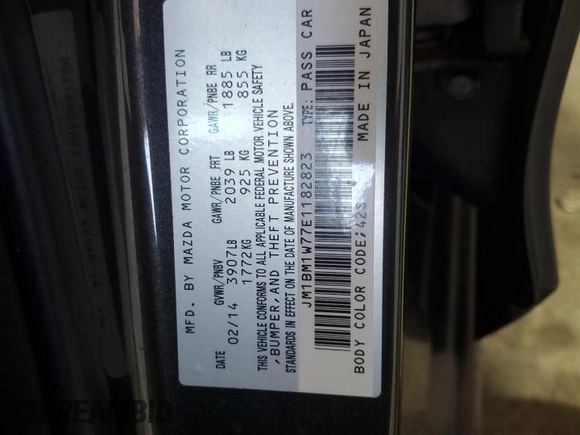 MFD. BY MAZDA MOTOR CORPORATION
GVWR/PNBV GAWR/PNBE FRT GAWR/PNBE RR
02/14 3907LB 2039 LB 1885 LB
1772KG 925 KG 855 KG
THIS VEHICLE CONFORMS TO ALL APPLICABLE FEDERAL MOTOR VEHICLE SAFETY
,BUMPER,AND THEFT PREVENTION
STANDARDS IN EFFECT ON THE DATE OF MANUFACTURE SHOWN ABOVE.
JM1BM1W77E1182823 TYPE: PASS CAR
BODY COLOR CODE;42S MADE IN JAPAN